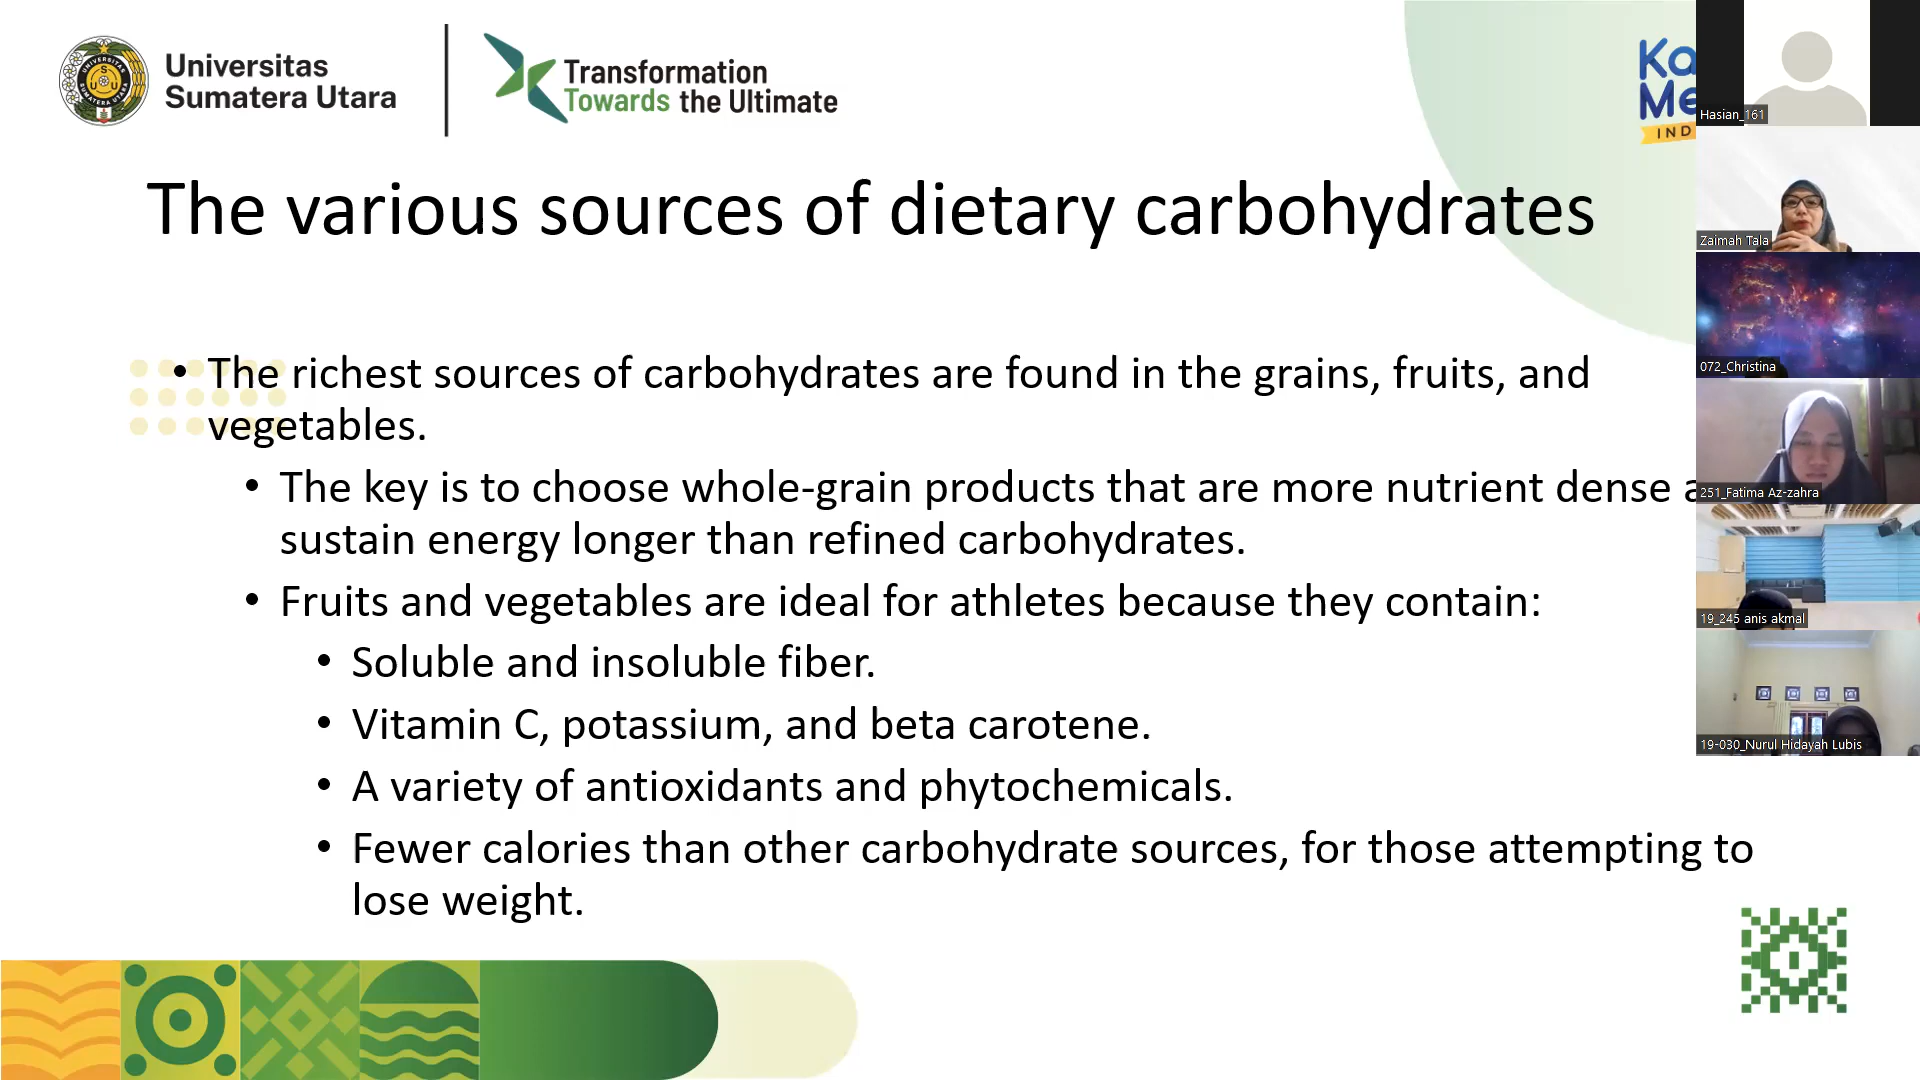 Universitas
Sumatera Utara
Transformation
Towards the Ultimate
Ka
Me
IND
The various sources of dietary carbohydrates
• The richest sources of carbohydrates are found in the grains, fruits, and
vegetables.
• The key is to choose whole-grain products that are more nutrient dense
sustain energy longer than refined carbohydrates.
• Fruits and vegetables are ideal for athletes because they contain:
• Soluble and insoluble fiber.
• Vitamin C, potassium, and beta carotene.
• A variety of antioxidants and phytochemicals.
• Fewer calories than other carbohydrate sources, for those attempting to
lose weight.
Hasian_161
Zaimah Tala
072_Christina
251_Fatima Az-zahra
19_245 anis akmal
19-030_Nurul Hidayah Lubis